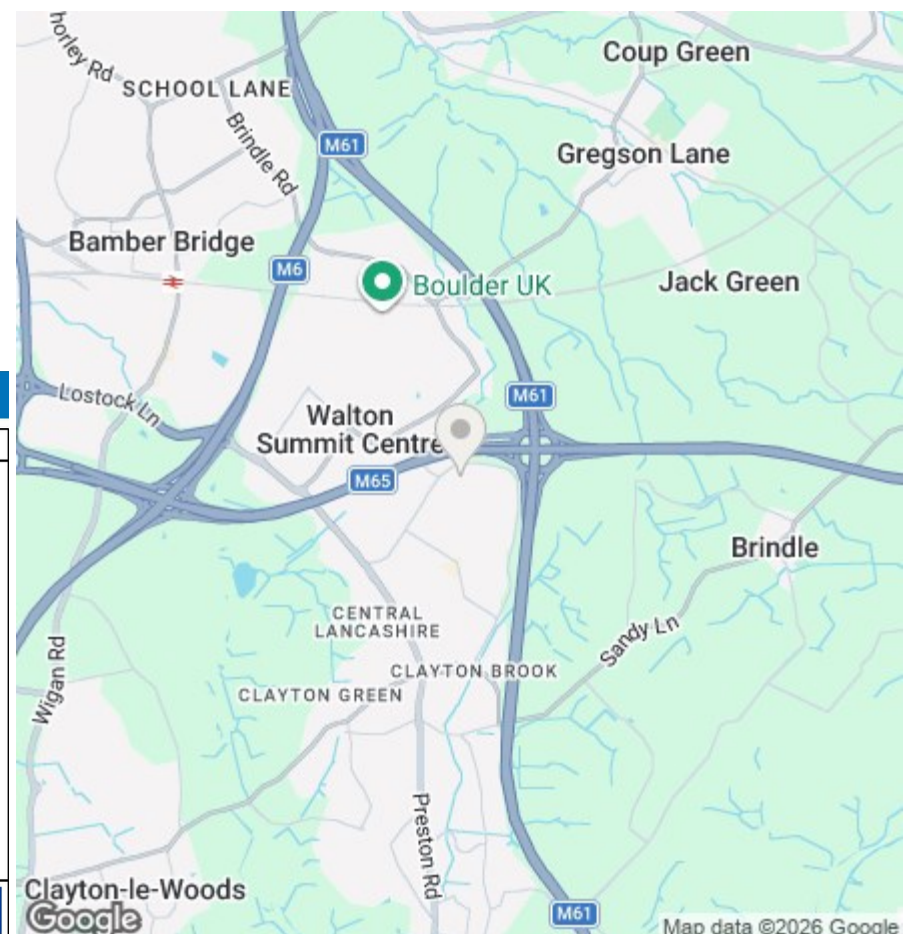 Coup Green
horley Rd
SCHOOL LANE
Brindle Rd
M61
Gregson Lane
Bamber Bridge
M6
Boulder UK
Jack Green
Lostock Ln
M61
Walton
Summit Centre
M65
Brindle
CENTRAL
LANCASHIRE
Sandy Ln
Wigan Rd
CLAYTON BROOK
CLAYTON GREEN
Preston Rd
Clayton-le-Woods
Google
M61
Map data ©2026 Google